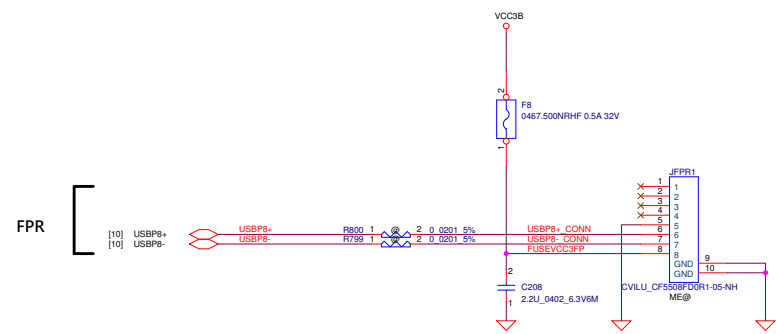 VCC3B
2
F8
0467.500NRHF 0.5A 32V
1
JFPR1
1 1
2 2
3 3
4 4
5 5
FPR
[10] USBP8+ USBP8+ R800 1 @ 2 0_0201_5% USBP8+_CONN 6 6
[10] USBP8- USBP8- R799 1 @ 2 0_0201_5% USBP8-_CONN 7 7
FUSEVCC3FP 8 8
GND 9
GND 10
2
C208
2.2U_0402_6.3V6M
1
CVILU_CF5508FD0R1-05-NH
ME@